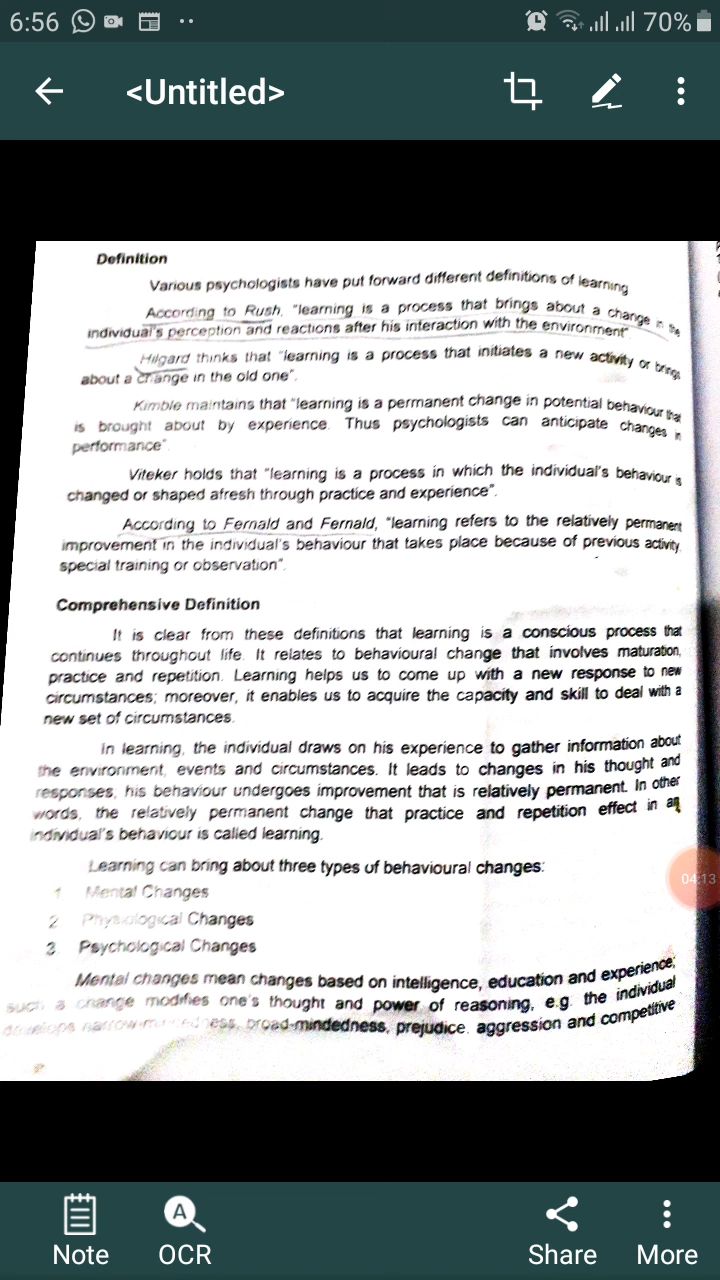 6:56
70%
<Untitled>
Definition
Various psychologists have put forward different definitions of learning
According to Rush, "learning is a process that brings about a change in the
individual's perception and reactions after his interaction with the environment"
Hilgard thinks that "learning is a process that initiates a new activity or brings
about a change in the old one".
Kimble maintains that "learning is a permanent change in potential behaviour that
is brought about by experience. Thus psychologists can anticipate changes in
performance".
Viteker holds that "learning is a process in which the individual's behaviour is
changed or shaped afresh through practice and experience".
According to Fernald and Fernald, "learning refers to the relatively permanent
improvement in the individual's behaviour that takes place because of previous activity,
special training or observation".
Comprehensive Definition
It is clear from these definitions that learning is a conscious process that
continues throughout life. It relates to behavioural change that involves maturation,
practice and repetition. Learning helps us to come up with a new response to new
circumstances; moreover, it enables us to acquire the capacity and skill to deal with a
new set of circumstances.
In learning, the individual draws on his experience to gather information about
the environment, events and circumstances. It leads to changes in his thought and
responses; his behaviour undergoes improvement that is relatively permanent. In other
words, the relatively permanent change that practice and repetition effect in an
individual's behaviour is called learning.
Learning can bring about three types of behavioural changes:
1 Mental Changes
2 Physiological Changes
3. Psychological Changes
Mental changes mean changes based on intelligence, education and experience;
such a change modifies one's thought and power of reasoning, e.g. the individual
develops narrow-mindedness, broad-mindedness, prejudice, aggression and competitive
04:13
Note
OCR
Share
More